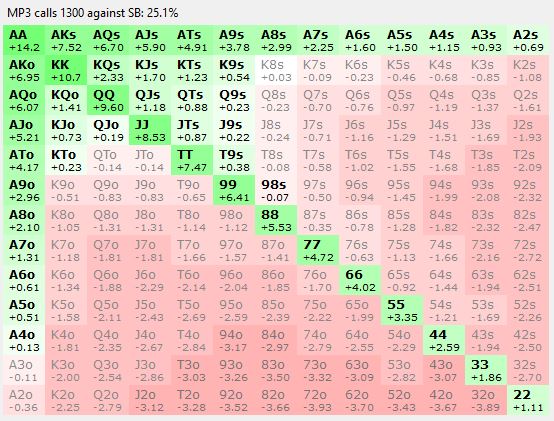 MP3 calls 1300 against SB: 25.1%
AA AKs AQs AJs ATs A9s A8s A7s A6s A5s A4s A3s A2s
+14.2 +7.52 +6.70 +5.90 +4.91 +3.78 +2.99 +2.25 +1.60 +1.50 +1.15 +0.93 +0.69
AKo KK KQs KJs KTs K9s K8s K7s K6s K5s K4s K3s K2s
+6.95 +10.7 +2.33 +1.70 +1.23 +0.54 +0.03 -0.09 -0.23 -0.46 -0.68 -0.85 -1.08
AQo KQo QQ QJs QTs Q9s Q8s Q7s Q6s Q5s Q4s Q3s Q2s
+6.07 +1.41 +9.60 +1.18 +0.88 +0.23 -0.23 -0.70 -0.76 -0.97 -1.19 -1.37 -1.61
AJo KJo QJo JJ JTs J9s J8s J7s J6s J5s J4s J3s J2s
+5.21 +0.73 +0.19 +8.53 +0.87 +0.22 -0.24 -0.71 -1.16 -1.29 -1.51 -1.69 -1.93
ATo KTo QTo JTo TT T9s T8s T7s T6s T5s T4s T3s T2s
+4.17 +0.23 -0.14 -0.14 +7.47 +0.38 -0.08 -0.58 -1.02 -1.55 -1.68 -1.85 -2.09
A9o K9o Q9o J9o T9o 99 98s 97s 96s 95s 94s 93s 92s
+2.96 -0.51 -0.83 -0.83 -0.65 +6.41 -0.07 -0.50 -0.94 -1.45 -1.99 -2.08 -2.32
A8o K8o Q8o J8o T8o 98o 88 87s 86s 85s 84s 83s 82s
+2.10 -1.05 -1.31 -1.31 -1.14 -1.12 +5.53 -0.35 -0.78 -1.28 -1.82 -2.32 -2.47
A7o K7o Q7o J7o T7o 97o 87o 77 76s 75s 74s 73s 72s
+1.31 -1.18 -1.81 -1.81 -1.66 -1.57 -1.41 +4.72 -0.63 -1.13 -1.66 -2.16 -2.72
A6o K6o Q6o J6o T6o 96o 86o 76o 66 65s 64s 63s 62s
+0.61 -1.34 -1.88 -2.29 -2.14 -2.04 -1.85 -1.70 +4.02 -0.92 -1.44 -1.94 -2.51
A5o K5o Q5o J5o T5o 95o 85o 75o 65o 55 54s 53s 52s
+0.51 -1.58 -2.11 -2.43 -2.69 -2.59 -2.39 -2.22 -1.99 +3.35 -1.21 -1.69 -2.26
A4o K4o Q4o J4o T4o 94o 84o 74o 64o 54o 44 43s 42s
+0.13 -1.81 -2.35 -2.67 -2.84 -3.17 -2.97 -2.79 -2.55 -2.29 +2.59 -1.94 -2.50
A3o K3o Q3o J3o T3o 93o 83o 73o 63o 53o 43o 33 32s
-0.11 -2.00 -2.54 -2.86 -3.03 -3.26 -3.50 -3.32 -3.09 -2.82 -3.07 +1.86 -2.70
A2o K2o Q2o J2o T2o 92o 82o 72o 62o 52o 42o 32o 22
-0.36 -2.25 -2.79 -3.12 -3.28 -3.52 -3.66 -3.93 -3.70 -3.43 -3.67 -3.89 +1.11